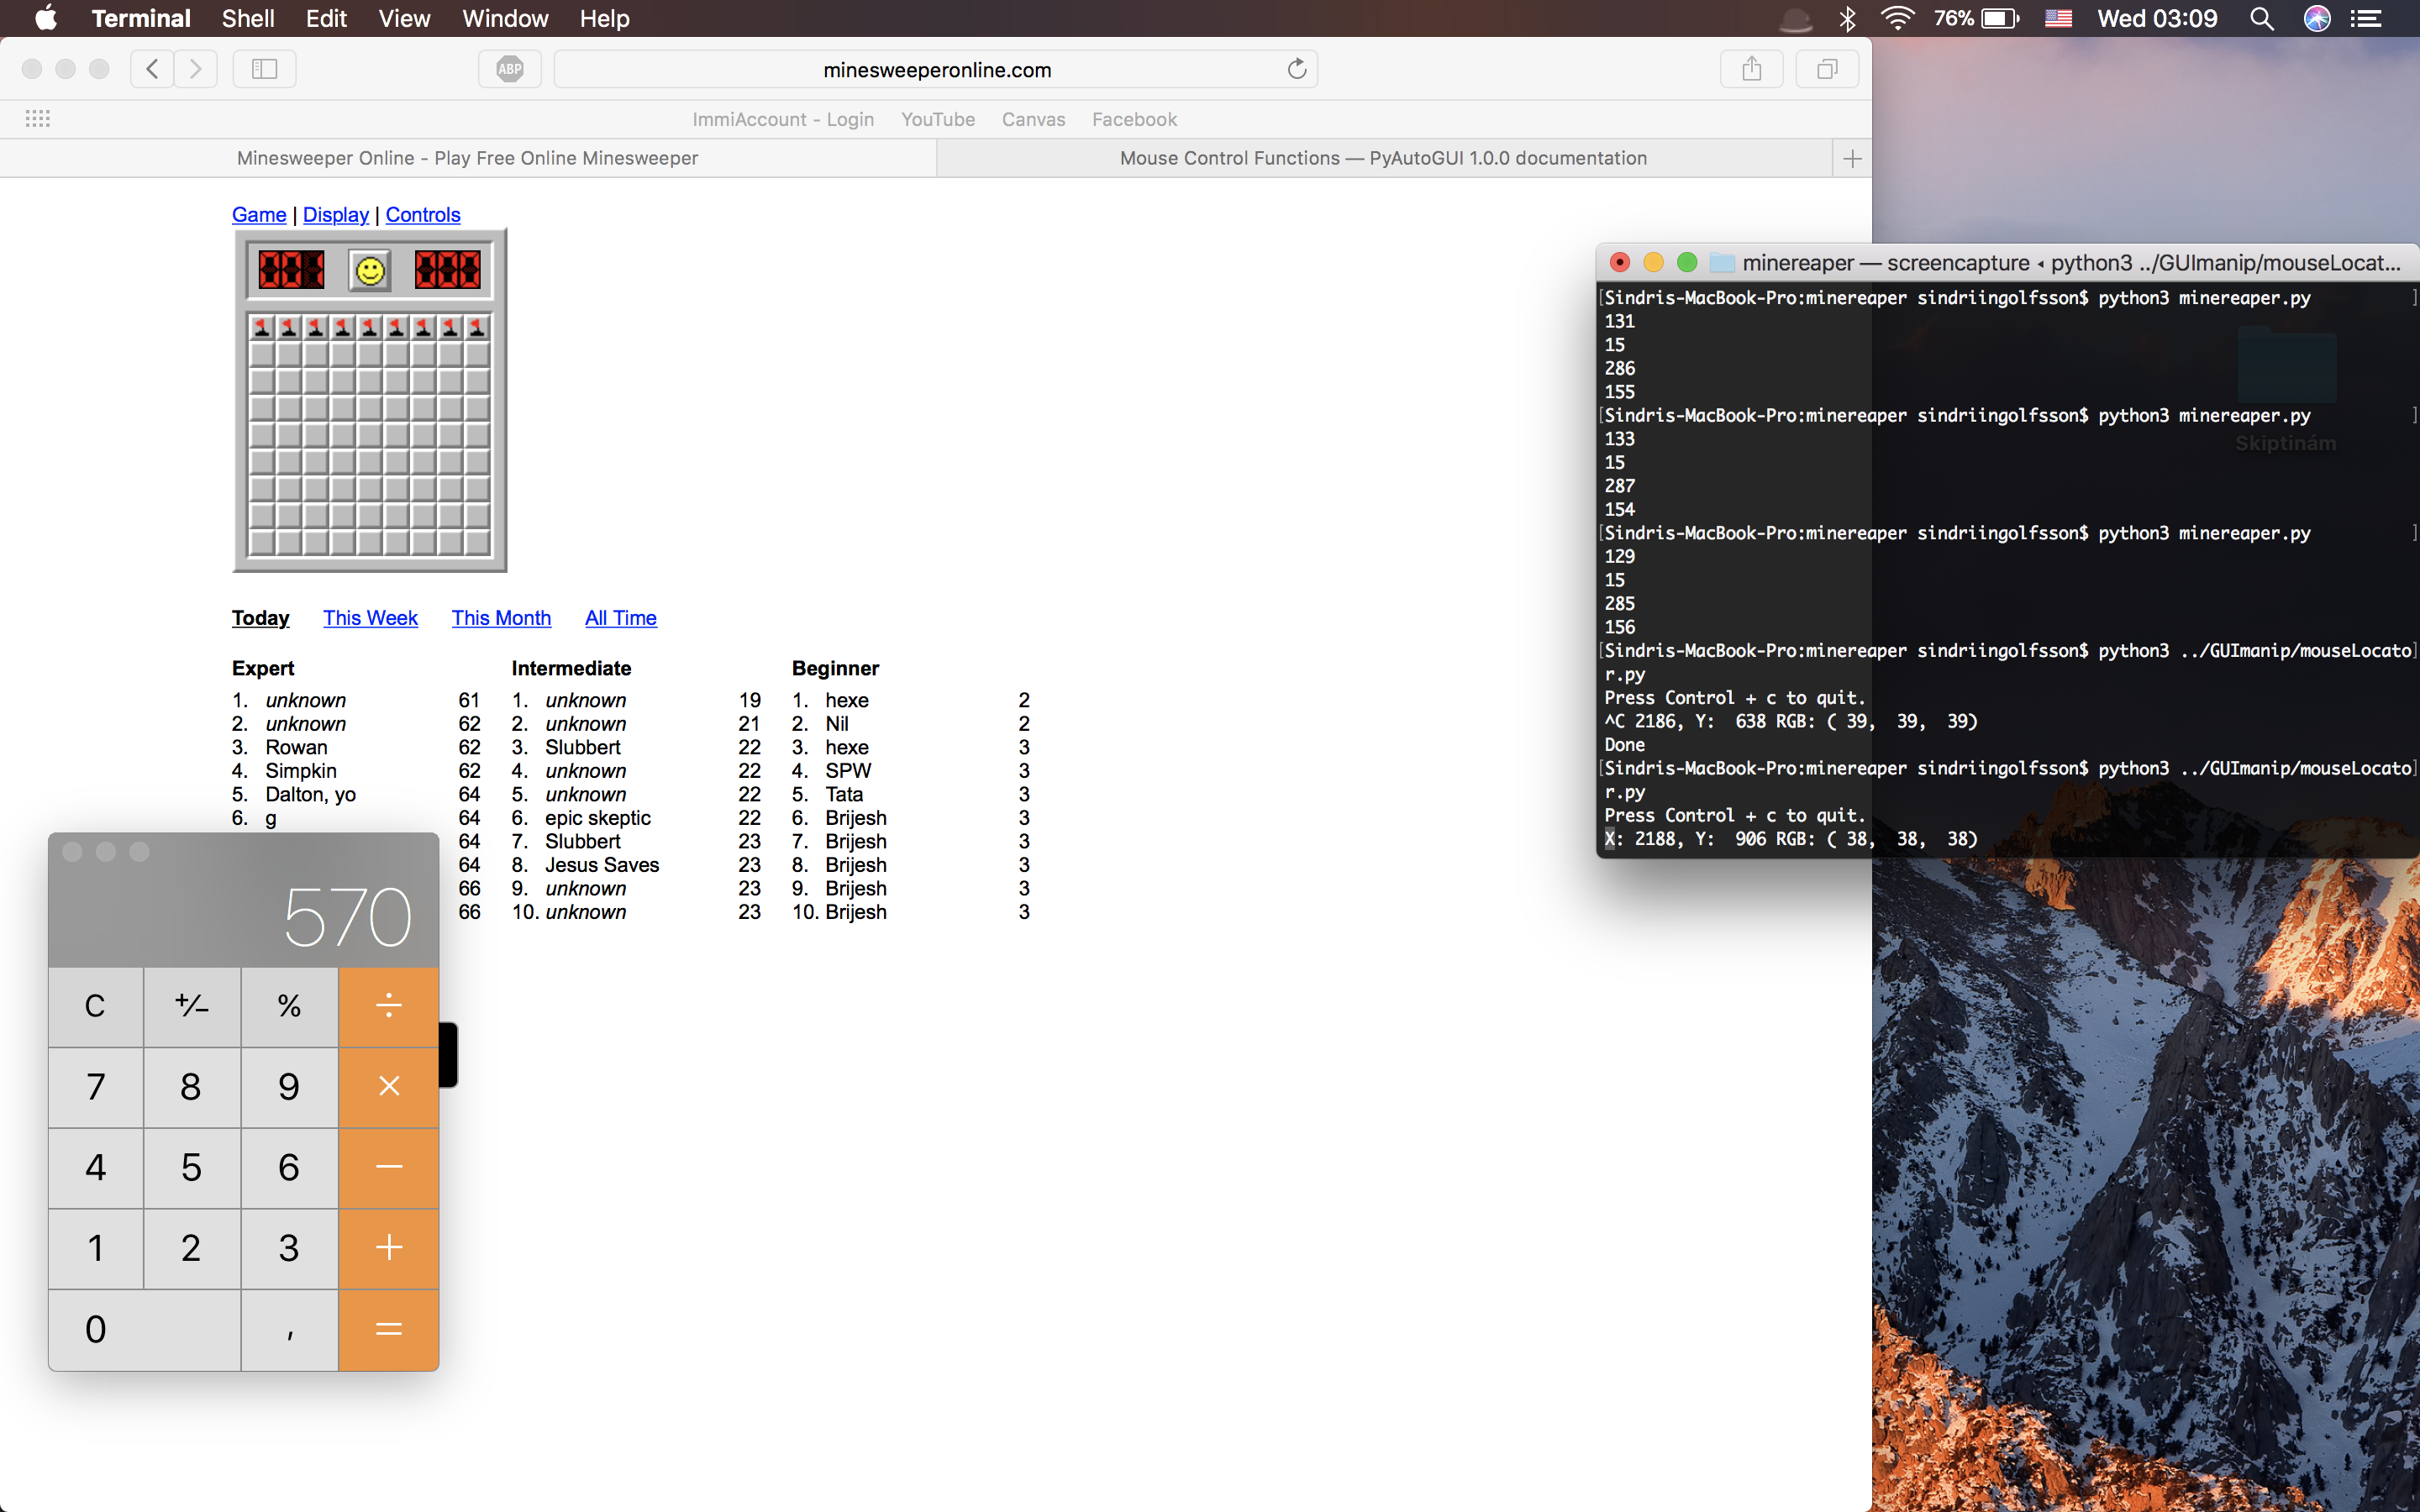 Terminal Shell Edit View Window Help 76% Wed 03:09
ABP minesweeperonline.com
ImmiAccount - Login YouTube Canvas Facebook
Minesweeper Online - Play Free Online Minesweeper Mouse Control Functions — PyAutoGUI 1.0.0 documentation
Game | Display | Controls
001 000
Today This Week This Month All Time
Expert Intermediate Beginner
1. unknown 61 1. unknown 19 1. hexe 2
2. unknown 62 2. unknown 21 2. Nil 2
3. Rowan 62 3. Slubbert 22 3. hexe 3
4. Simpkin 62 4. unknown 22 4. SPW 3
5. Dalton, yo 64 5. unknown 22 5. Tata 3
6. g 64 6. epic skeptic 22 6. Brijesh 3
64 7. Slubbert 23 7. Brijesh 3
64 8. Jesus Saves 23 8. Brijesh 3
66 9. unknown 23 9. Brijesh 3
66 10. unknown 23 10. Brijesh 3
570
C +/− % ÷
7 8 9 ×
4 5 6 −
1 2 3 +
0 , =
minereaper — screencapture ◂ python3 ../GUImanip/mouseLocat...
[Sindris-MacBook-Pro:minereaper sindriingolfsson$ python3 minereaper.py ]
131
15
286
155
[Sindris-MacBook-Pro:minereaper sindriingolfsson$ python3 minereaper.py ]
133
15
287
154
[Sindris-MacBook-Pro:minereaper sindriingolfsson$ python3 minereaper.py ]
129
15
285
156
[Sindris-MacBook-Pro:minereaper sindriingolfsson$ python3 ../GUImanip/mouseLocato]
r.py
Press Control + c to quit.
^C 2186, Y:  638 RGB: ( 39,  39,  39)
Done
[Sindris-MacBook-Pro:minereaper sindriingolfsson$ python3 ../GUImanip/mouseLocato]
r.py
Press Control + c to quit.
X: 2188, Y:  906 RGB: ( 38,  38,  38)
Skiptinám